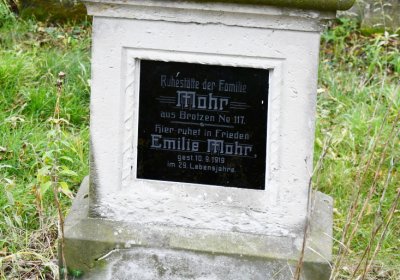 Ruhestätte der Familie
Mohr
aus Brotzen No 117.
Hier ruhet in Frieden
Emilie Mohr,
gest. 10.9.1919
im 29. Lebensjahre.